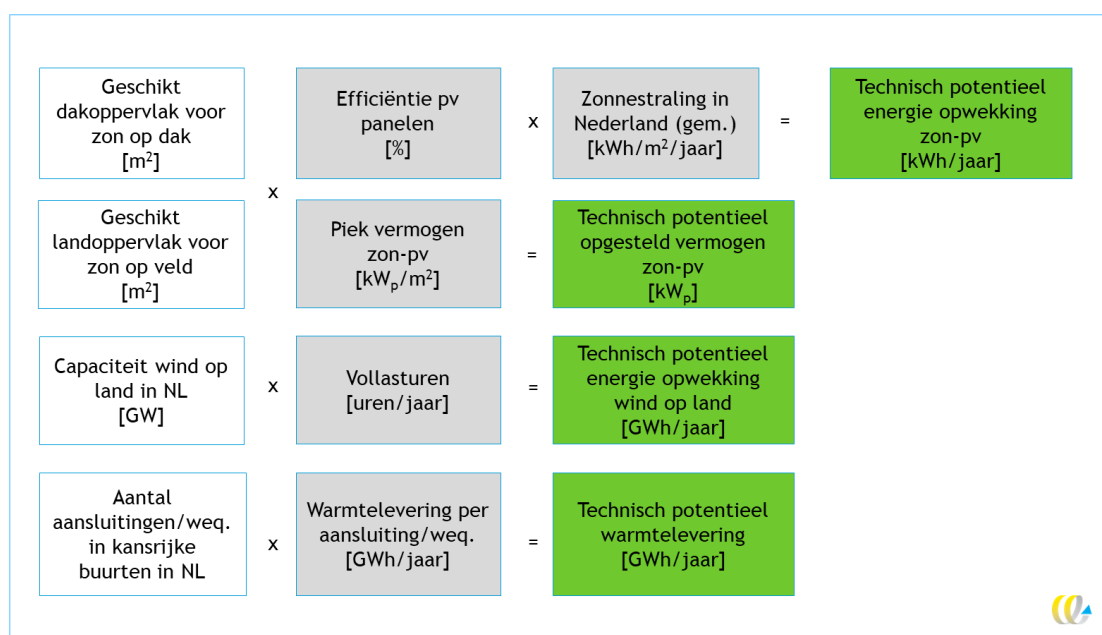 Geschikt
dakoppervlak voor
zon op dak
[m²]
Efficiëntie pv
panelen
[%]
x
Zonnestraling in
Nederland (gem.)
[kWh/m²/jaar]
=
Technisch potentieel
energie opwekking
zon-pv
[kWh/jaar]
x
Geschikt
landoppervlak voor
zon op veld
[m²]
Piek vermogen
zon-pv
[kWₚ/m²]
=
Technisch potentieel
opgesteld vermogen
zon-pv
[kWₚ]
Capaciteit wind op
land in NL
[GW]
x
Vollasturen
[uren/jaar]
=
Technisch potentieel
energie opwekking
wind op land
[GWh/jaar]
Aantal
aansluitingen/weq.
in kansrijke
buurten in NL
x
Warmtelevering per
aansluiting/weq.
[GWh/jaar]
=
Technisch potentieel
warmtelevering
[GWh/jaar]